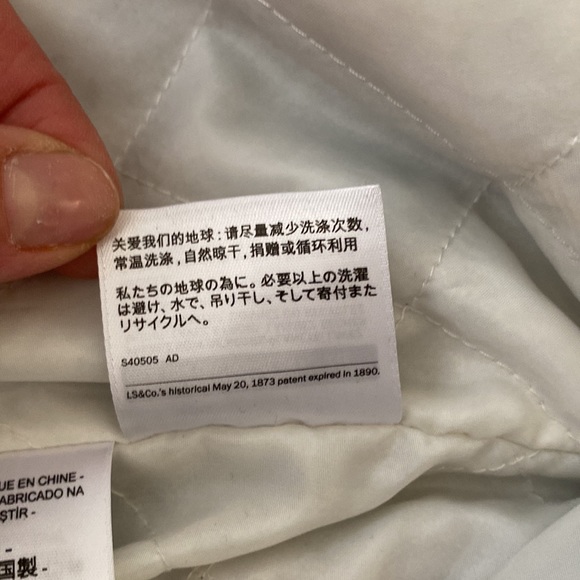 关爱我们的地球:请尽量减少洗涤次数,
常温洗涤,自然晾干,捐赠或循环利用
私たちの地球の為に。必要以上の洗濯
は避け、水で、吊り干し、そして寄付また
リサイクルへ。
S40505 AD
LS&Co.'s historical May 20, 1873 patent expired in 1890.
UE EN CHINE -
ABRICADO NA
ŞTİR -
-
国製 -